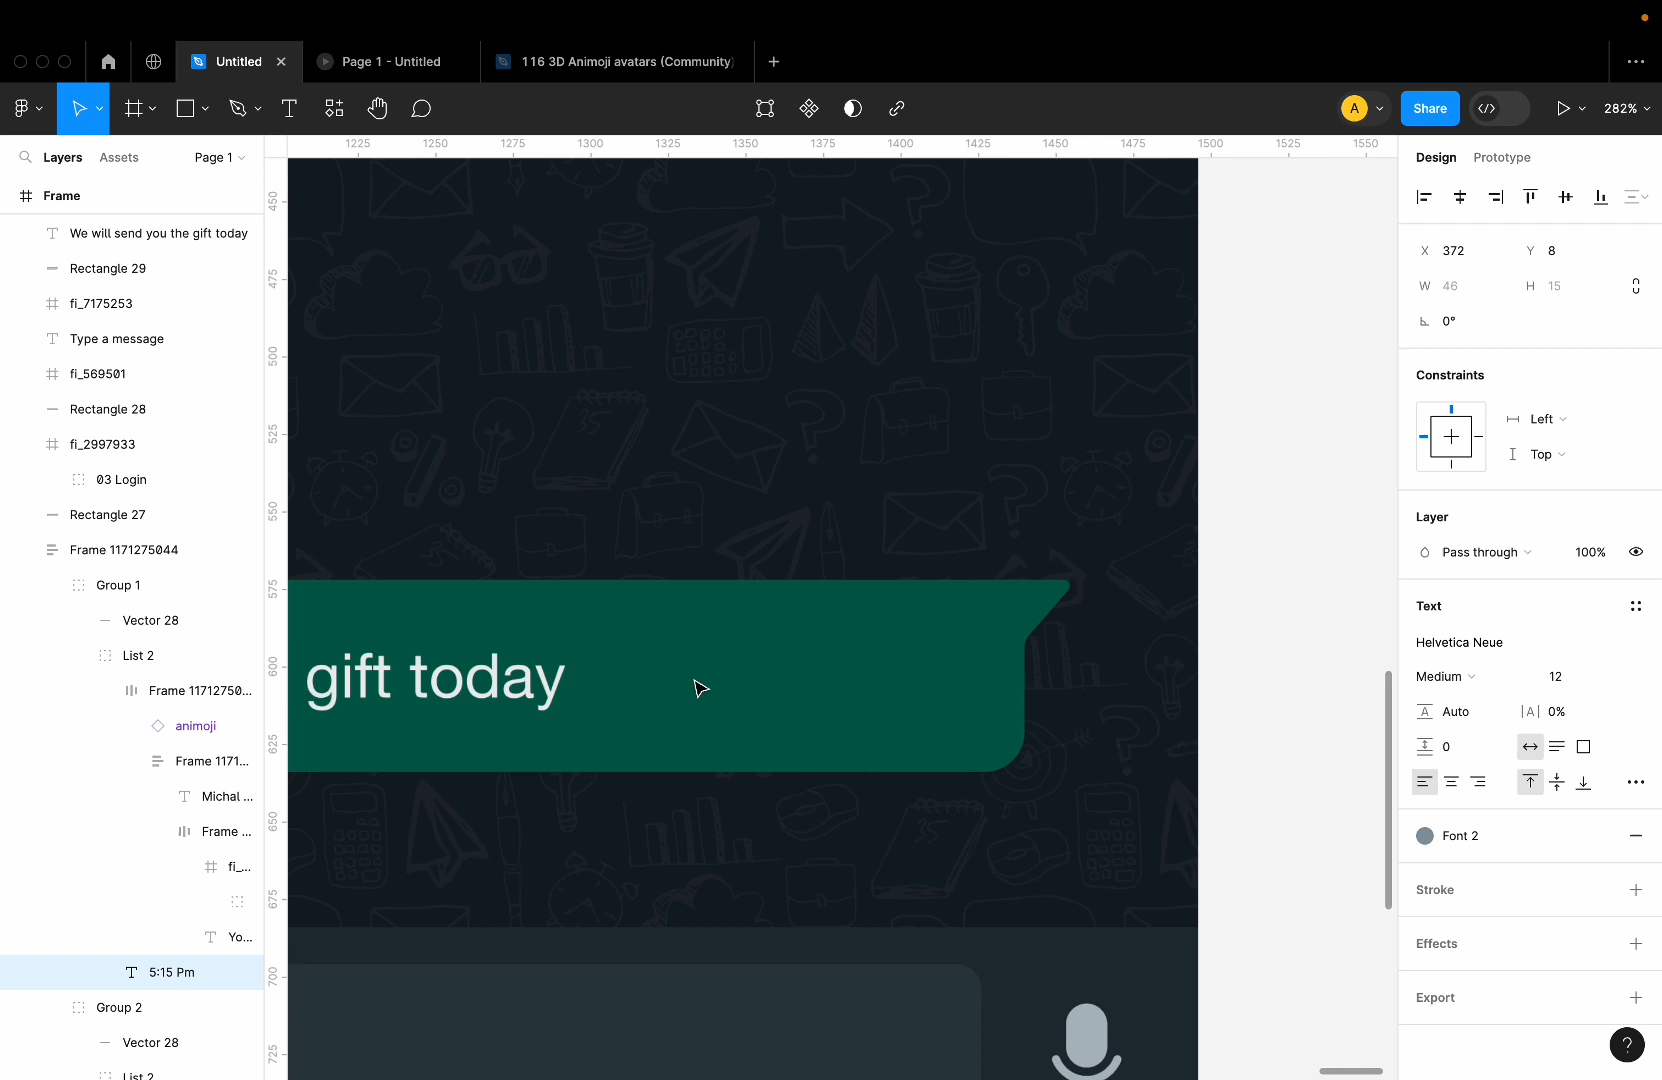 Untitled
Page 1 - Untitled
116 3D Animoji avatars (Community)
A
Share
282%
Layers
Assets
Page 1
Frame
We will send you the gift today
Rectangle 29
fi_7175253
Type a message
fi_569501
Rectangle 28
fi_2997933
03 Login
Rectangle 27
Frame 1171275044
Group 1
Vector 28
List 2
Frame 11712750...
animoji
Frame 1171...
Michal ...
Frame ...
fi_...
Yo...
5:15 Pm
Group 2
Vector 28
List 2
1225 1250 1275 1300 1325 1350 1375 1400 1425 1450 1475 1500 1525 1550
450
475
500
525
550
575
600
625
650
675
700
725
gift today
Design
Prototype
X 372 Y 8
W 46 H 15
0°
Constraints
Left
Top
Layer
Pass through 100%
Text
Helvetica Neue
Medium 12
A Auto |A| 0%
0
Font 2
Stroke
Effects
Export
?